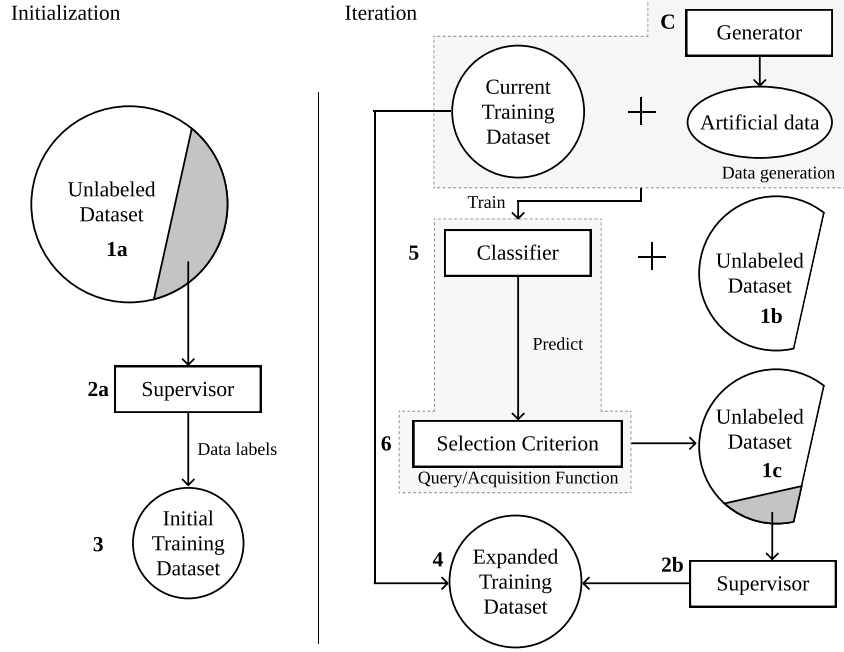 Initialization
Unlabeled
Dataset
1a
2a
Supervisor
Data labels
3
Initial
Training
Dataset
Iteration
C
Generator
Current
Training
Dataset
+
Artificial data
Data generation
Train
5
Classifier
+
Unlabeled
Dataset
1b
Predict
6
Selection Criterion
Query/Acquisition Function
Unlabeled
Dataset
1c
4
Expanded
Training
Dataset
2b
Supervisor